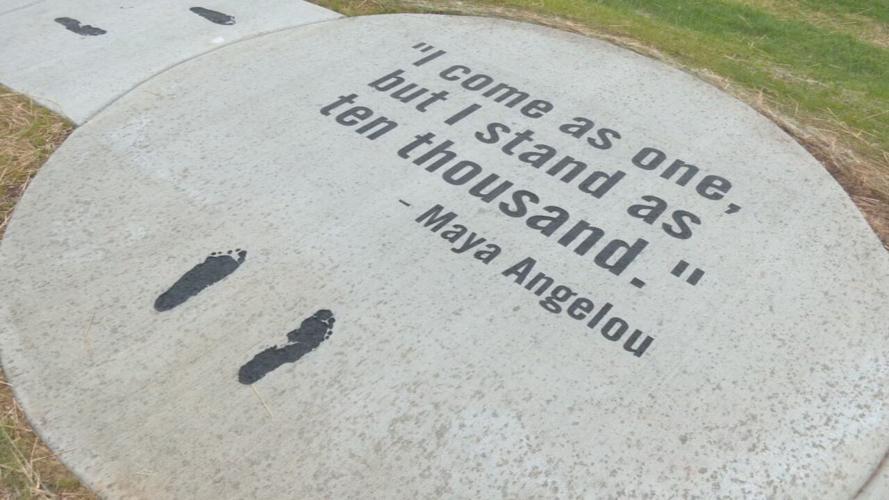 "I come as one,
but I stand as
ten thousand."
- Maya Angelou